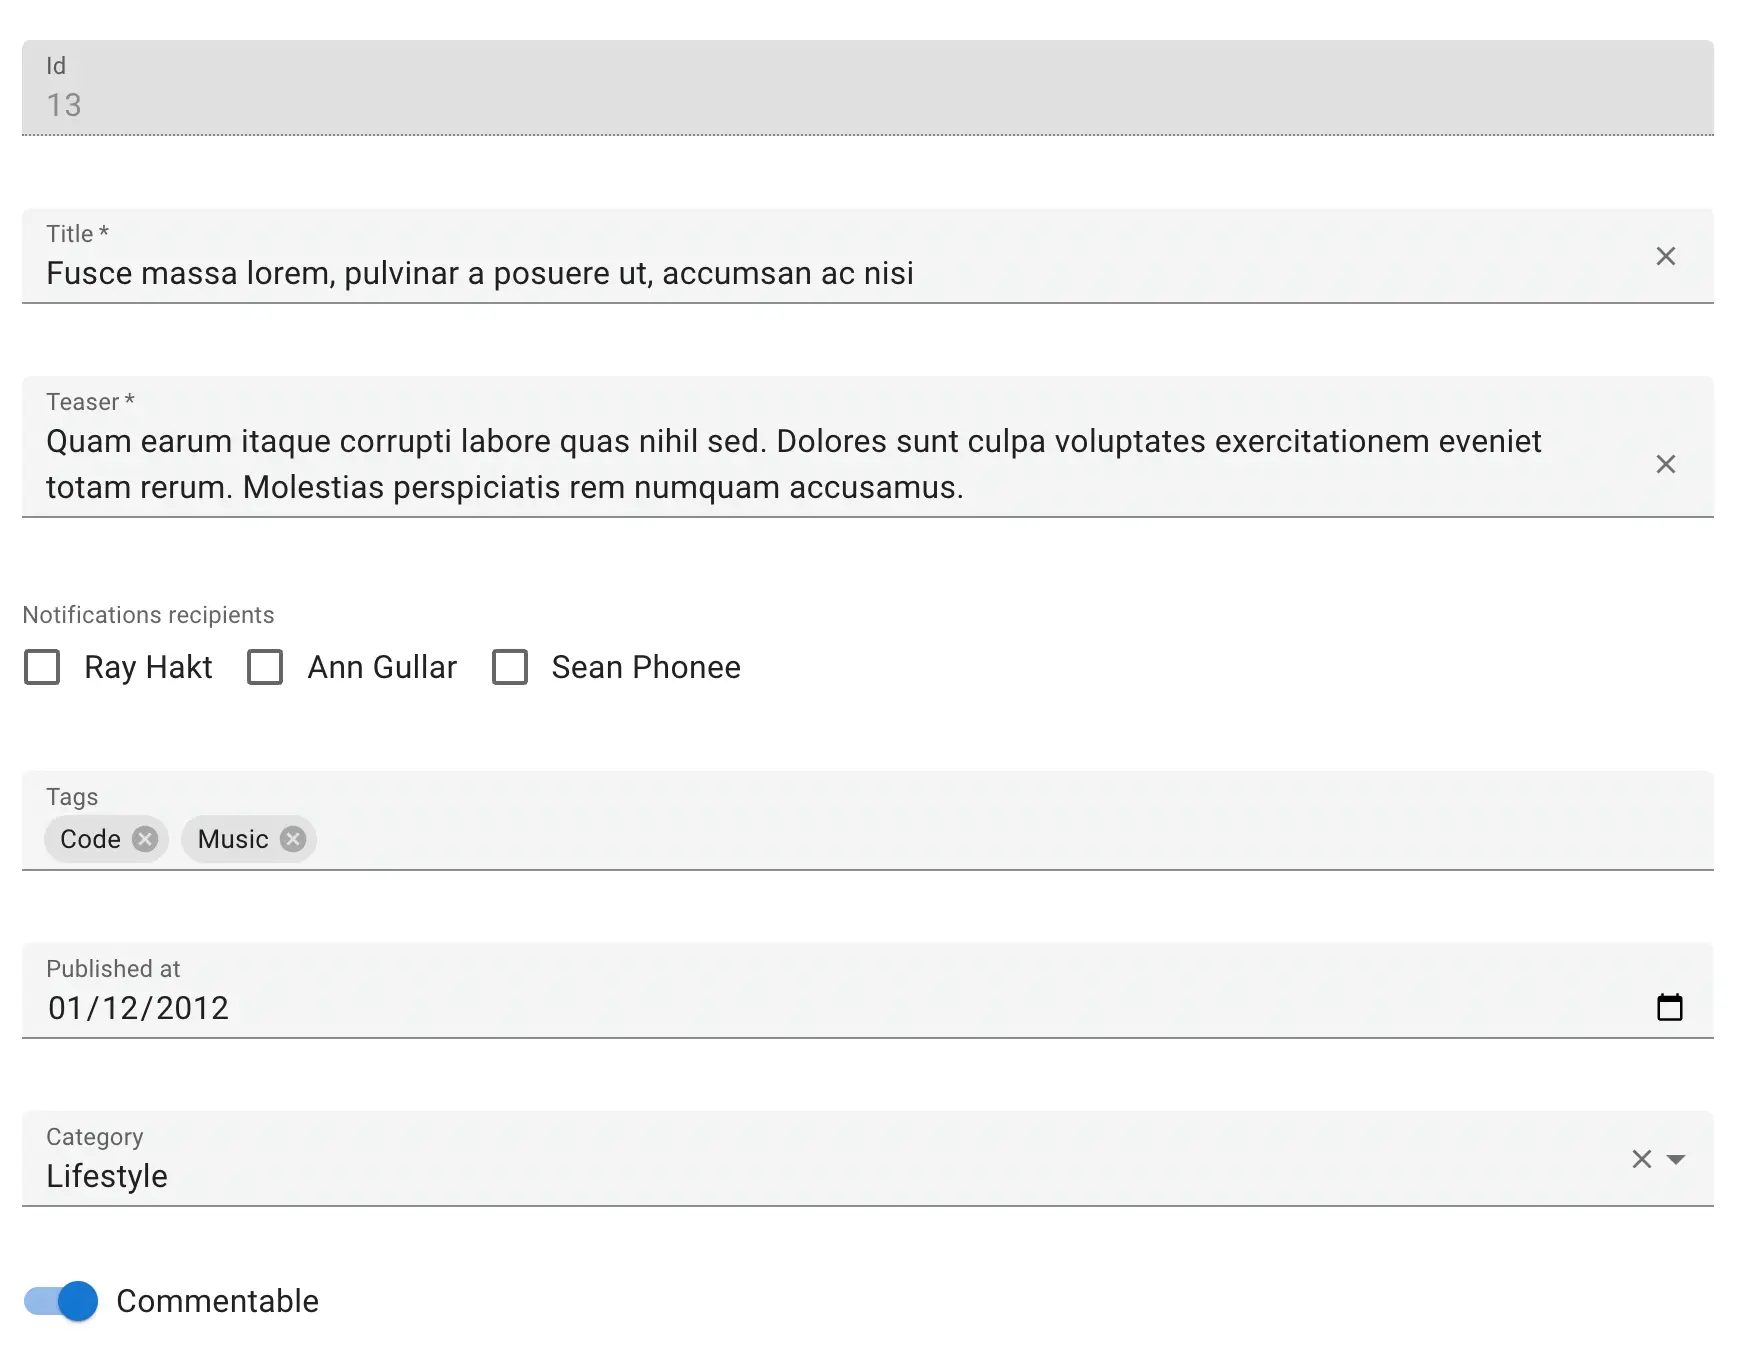 Id
13
Title *
Fusce massa lorem, pulvinar a posuere ut, accumsan ac nisi
Teaser *
Quam earum itaque corrupti labore quas nihil sed. Dolores sunt culpa voluptates exercitationem eveniet
totam rerum. Molestias perspiciatis rem numquam accusamus.
Notifications recipients
Ray Hakt Ann Gullar Sean Phonee
Tags
Code Music
Published at
01/12/2012
Category
Lifestyle
Commentable